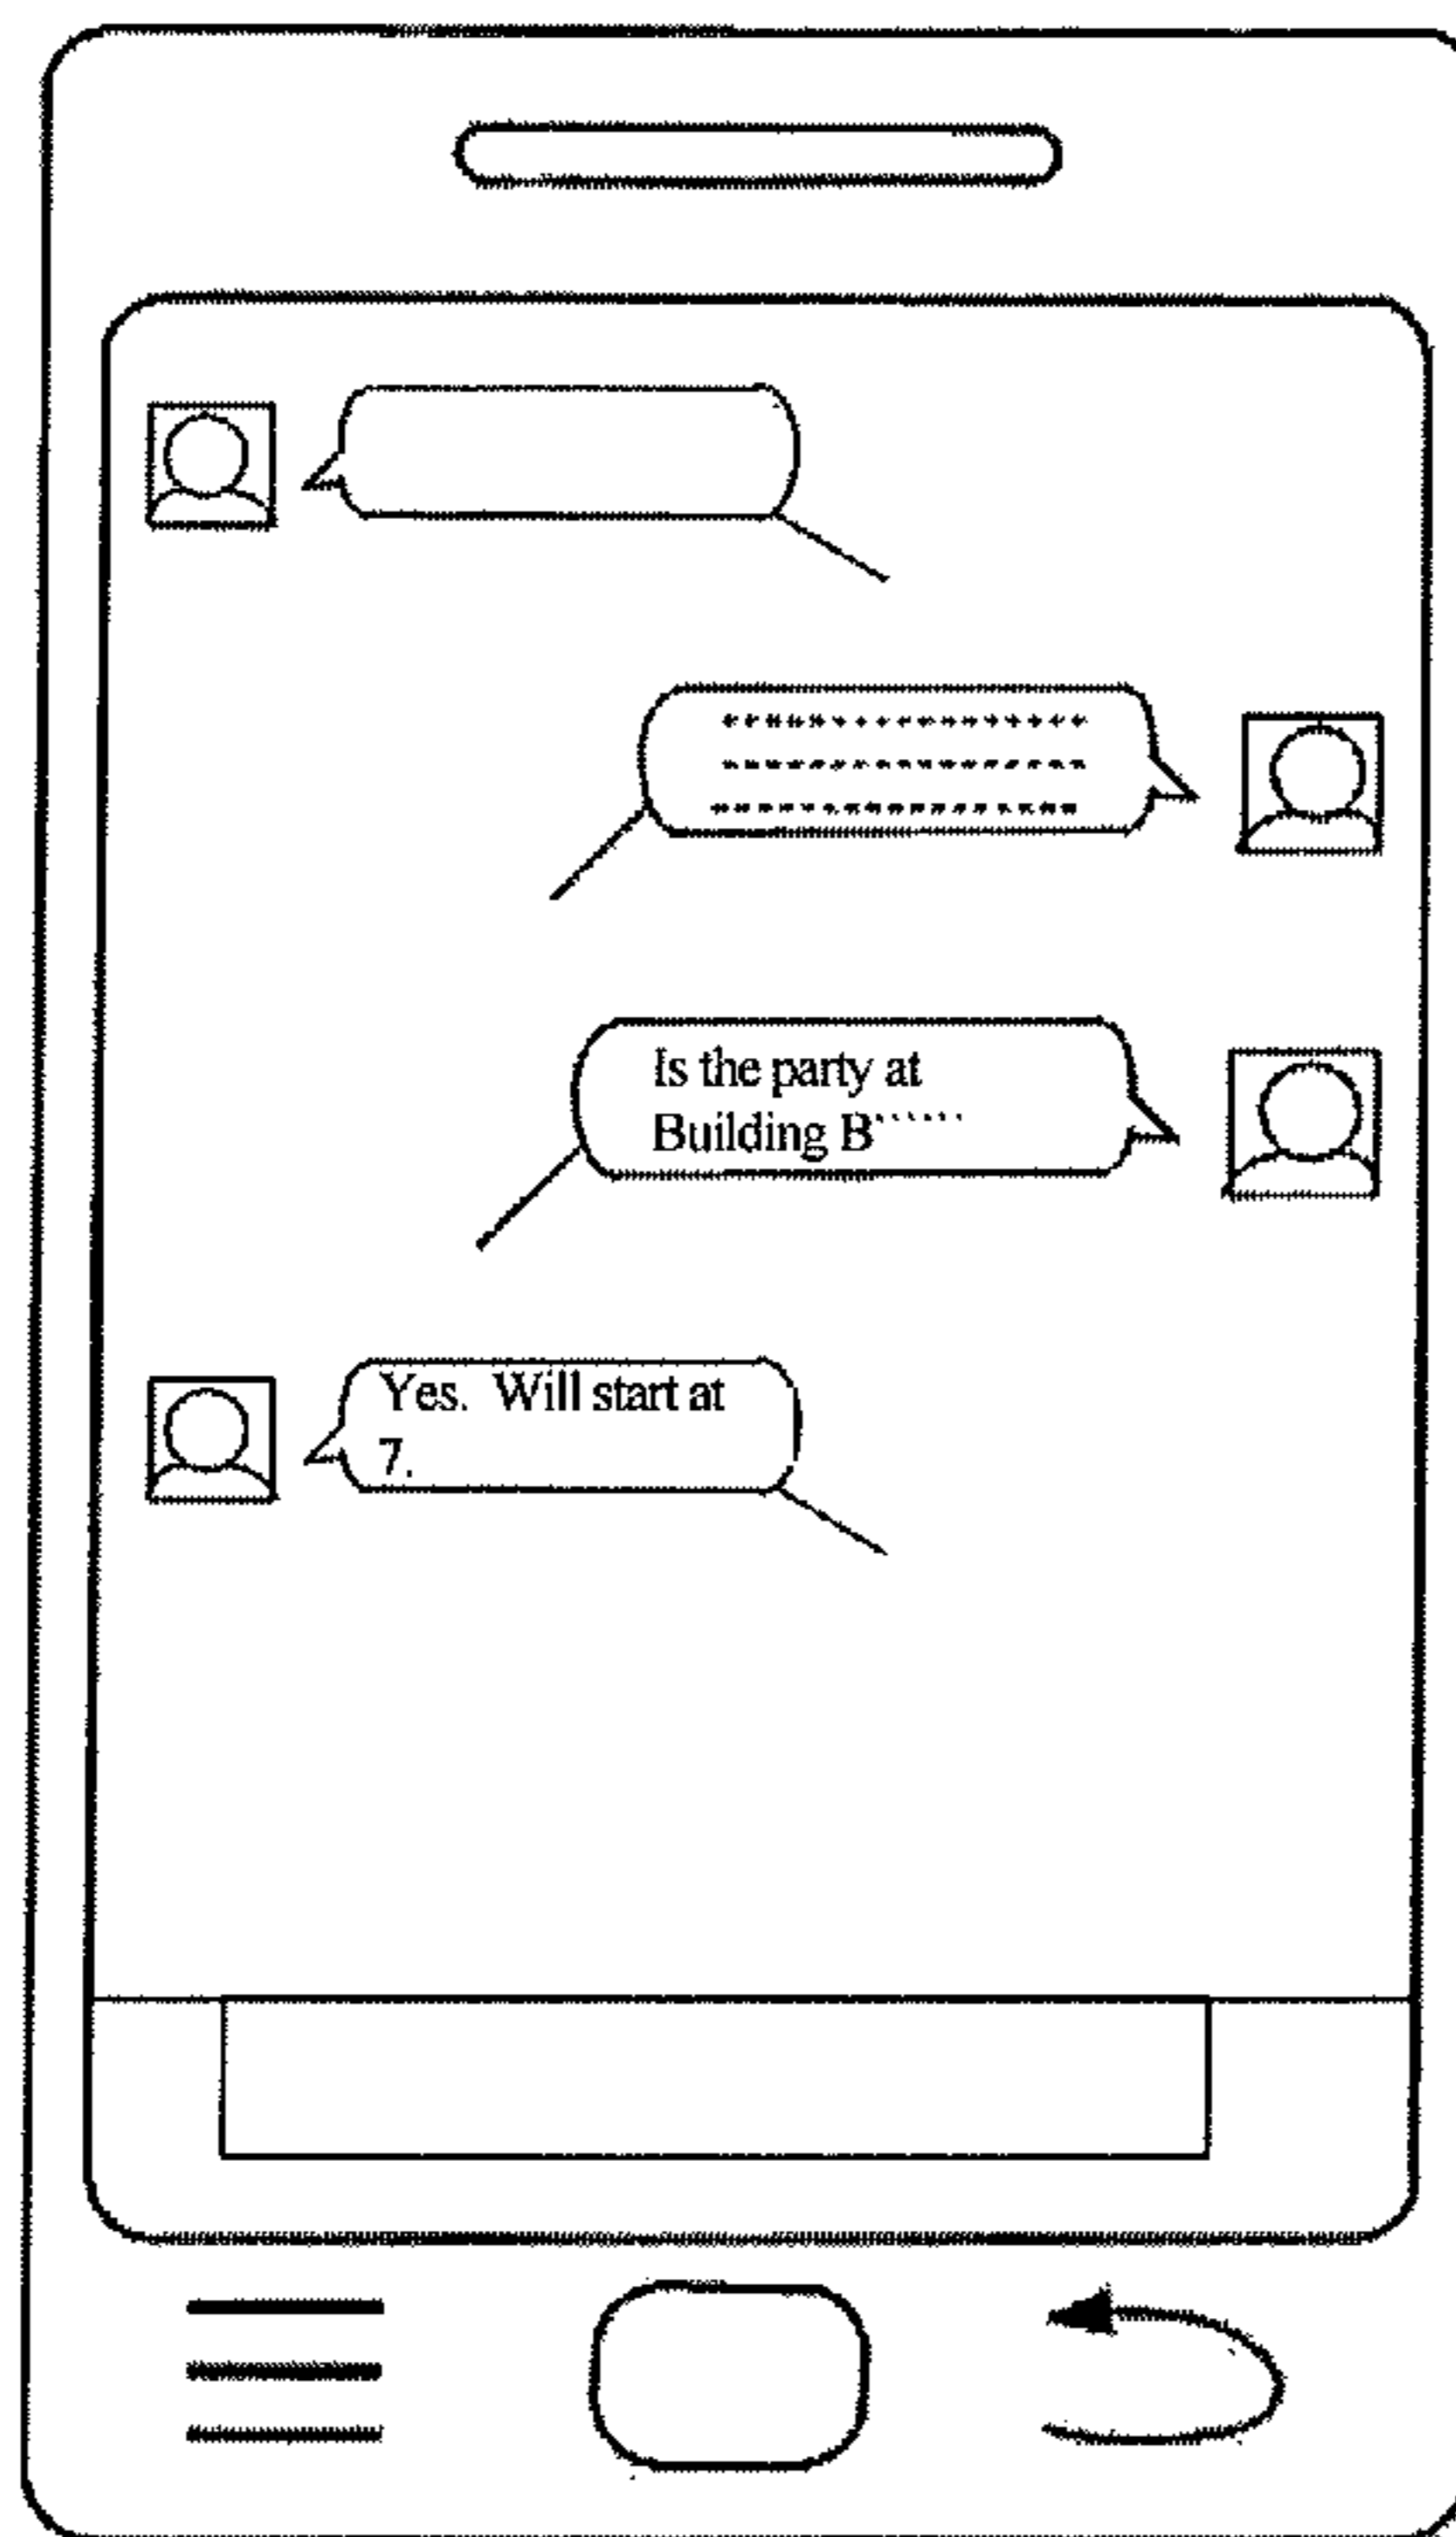 Is the party at
Building B``````
Yes. Will start at
7.